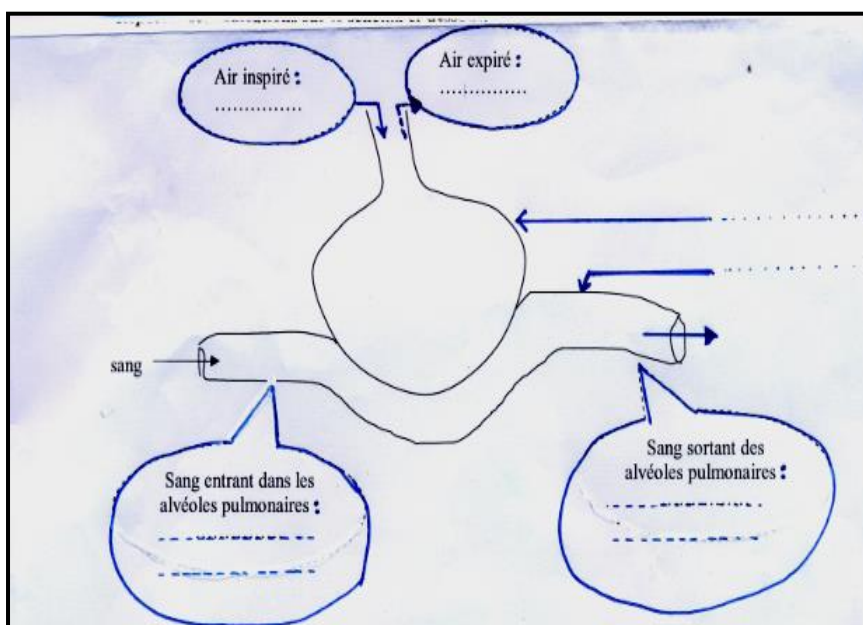 Air inspiré :
...............
Air expiré :
...............
sang
Sang entrant dans les
alvéoles pulmonaires :
Sang sortant des
alvéoles pulmonaires :